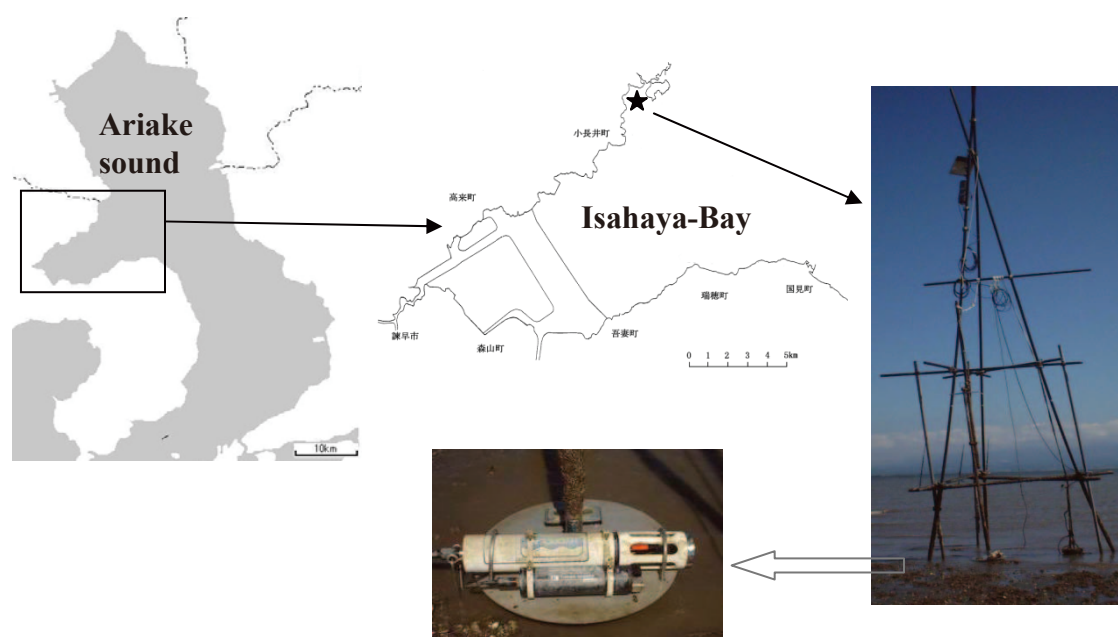 Ariake
sound
10km
小長井町
高来町
Isahaya-Bay
瑞穂町
国見町
諫早市
森山町
吾妻町
0 1 2 3 4 5km